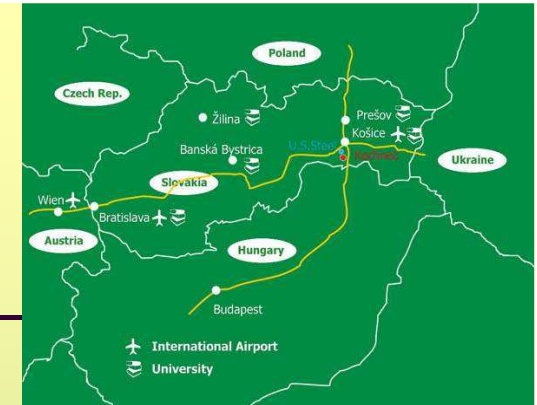 Poland
Czech Rep.
Žilina
Prešov
Košice
U.S.Steel
Banská Bystrica
Kechnec
Ukraine
Slovakia
Wien
Bratislava
Austria
Hungary
Budapest
International Airport
University